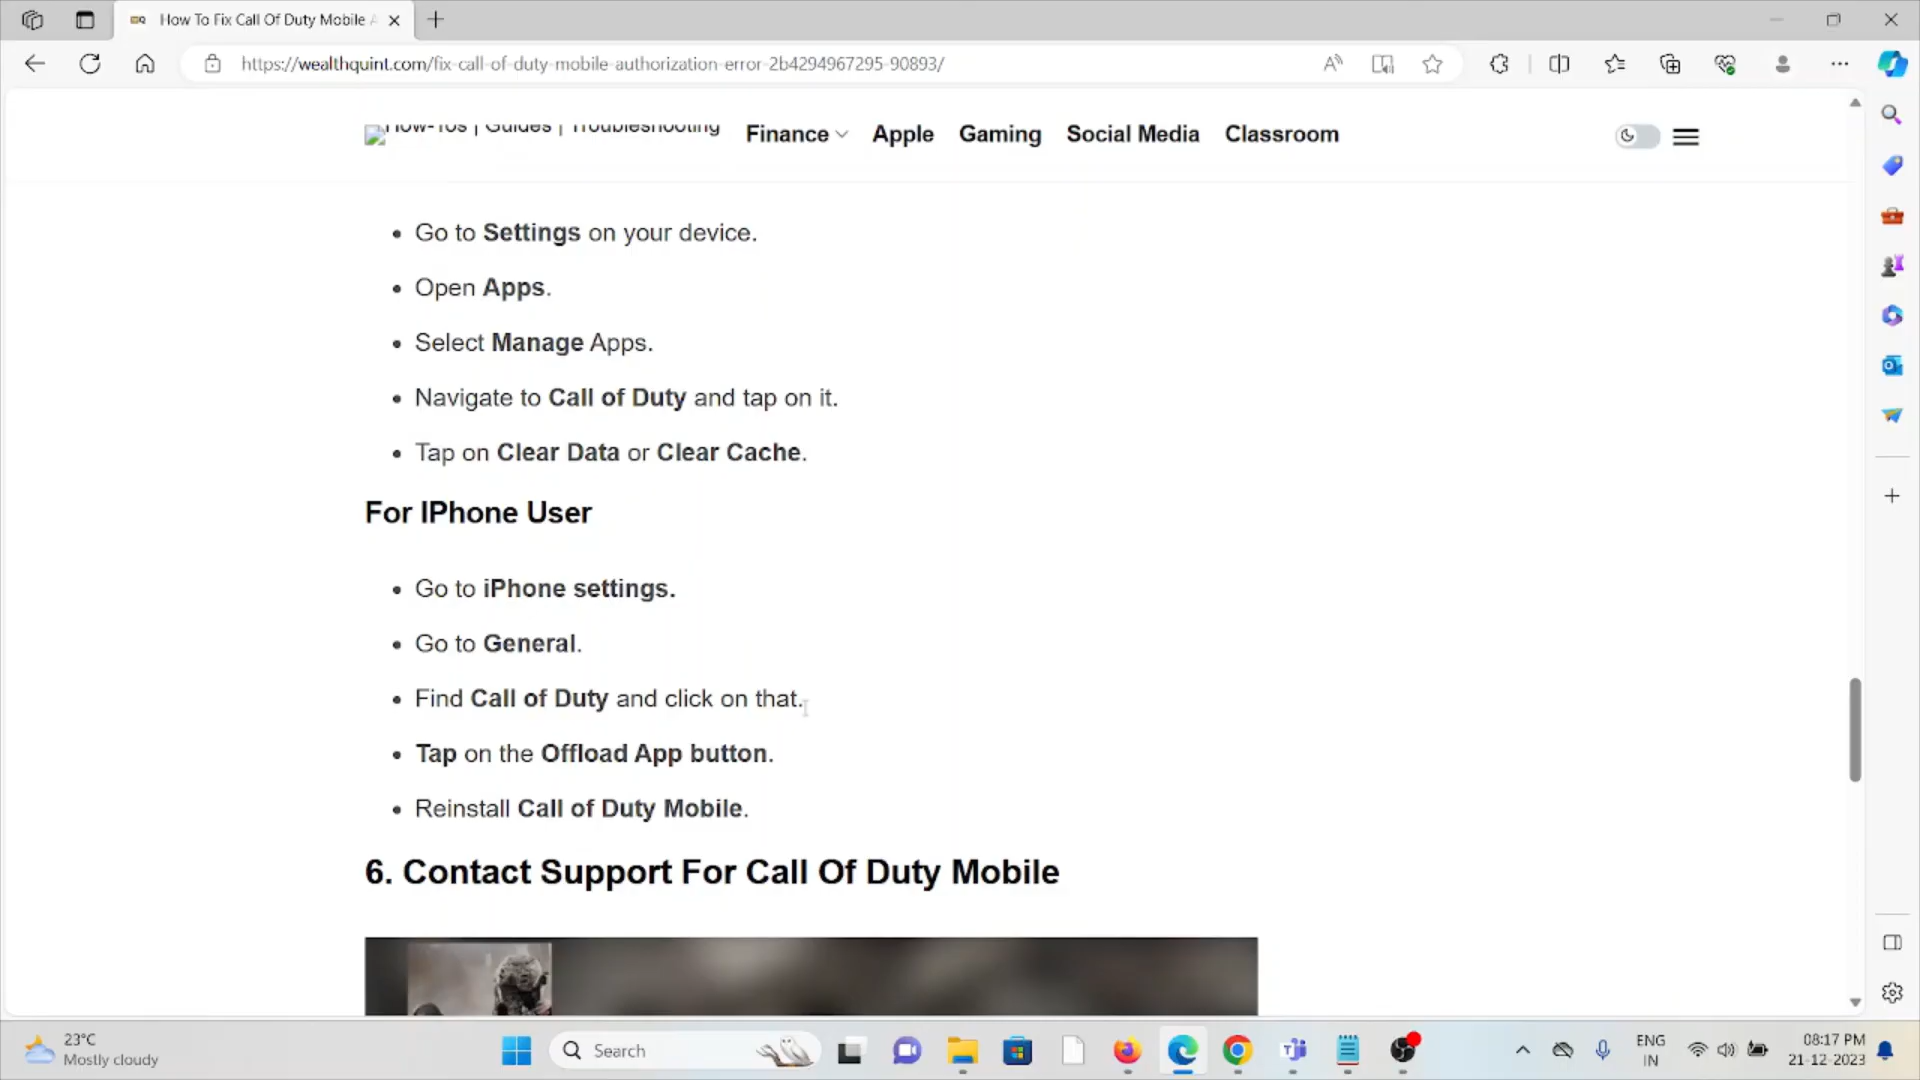 How To Fix Call Of Duty Mobile A
https://wealthquint.com/fix-call-of-duty-mobile-authorization-error-2b4294967295-90893/
How-Tos | Guides | Troubleshooting
Finance Apple Gaming Social Media Classroom
• Go to Settings on your device.
• Open Apps.
• Select Manage Apps.
• Navigate to Call of Duty and tap on it.
• Tap on Clear Data or Clear Cache.
For IPhone User
• Go to iPhone settings.
• Go to General.
• Find Call of Duty and click on that.
• Tap on the Offload App button.
• Reinstall Call of Duty Mobile.
6. Contact Support For Call Of Duty Mobile
23°C
Mostly cloudy
Search
ENG
IN
08:17 PM
21-12-2023